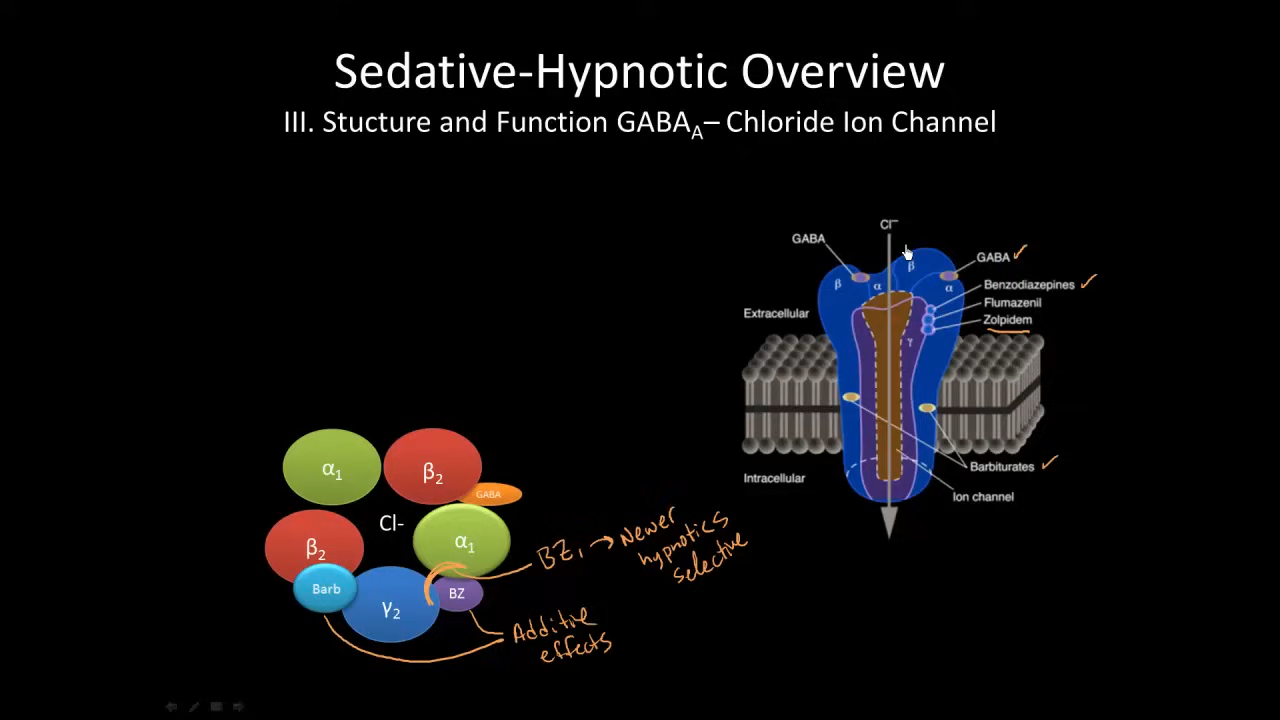 Sedative-Hypnotic Overview
III. Stucture and Function GABAA– Chloride Ion Channel
Cl−
GABA
GABA
β
β
α
α
Benzodiazepines
Flumazenil
Zolpidem
Extracellular
γ
Barbiturates
Intracellular
Ion channel
α1
β2
GABA
Cl-
β2
α1
BZ1 → Newer
hypnotics
selective
Barb
γ2
BZ
Additive
effects